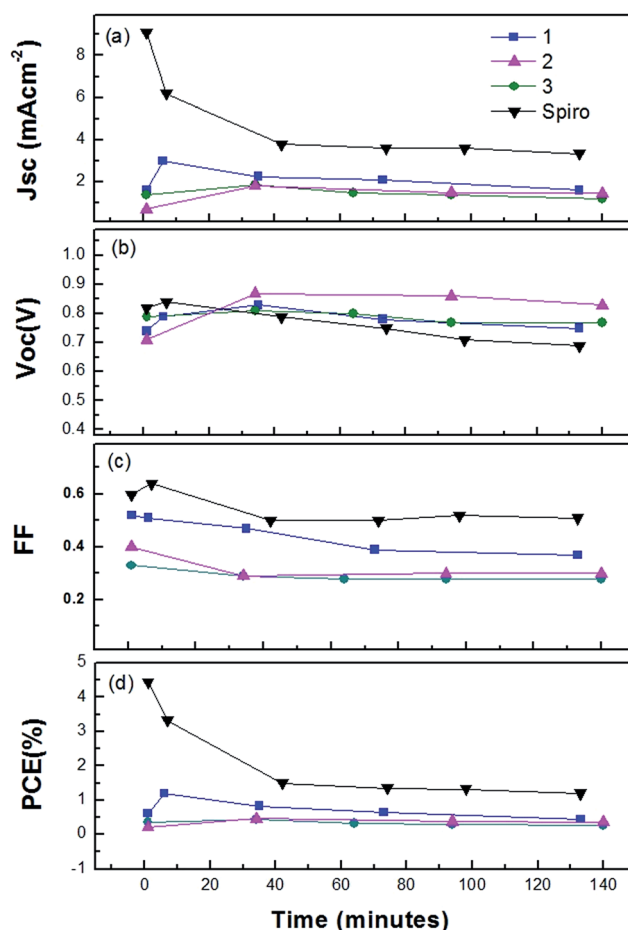 (a)
1
2
3
Spiro
8
6
4
2
Jsc (mAcm-2)
(b)
1.0
0.9
0.8
0.7
0.6
0.5
0.4
Voc(V)
(c)
0.6
0.4
0.2
FF
(d)
5
4
3
2
1
0
-1
PCE(%)
0 20 40 60 80 100 120 140
Time (minutes)